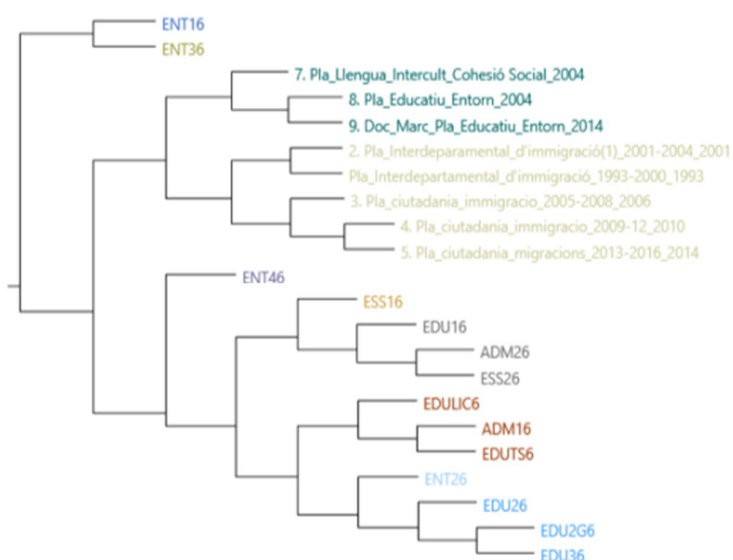 ENT16
ENT36
7. Pla_Llengua_Intercult_Cohesió Social_2004
8. Pla_Educatiu_Entorn_2004
9. Doc_Marc_Pla_Educatiu_Entorn_2014
2. Pla_Interdeparamental_d'immigració(1)_2001-2004_2001
Pla_Interdepartamental_d'immigració_1993-2000_1993
3. Pla_ciutadania_immigracio_2005-2008_2006
4. Pla_ciutadania_immigracio_2009-12_2010
5. Pla_ciutadania_migracions_2013-2016_2014
ENT46
ESS16
EDU16
ADM26
ESS26
EDULIC6
ADM16
EDUTS6
ENT26
EDU26
EDU2G6
EDU36